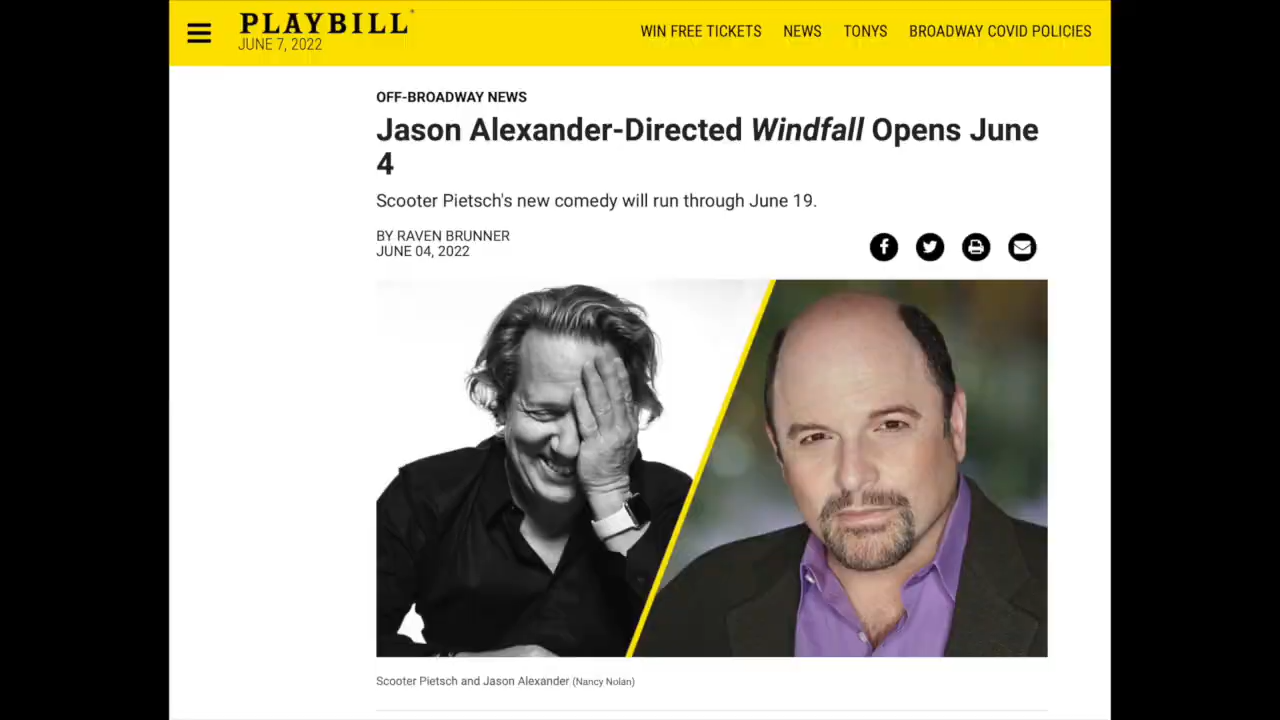 PLAYBILL
JUNE 7, 2022
WIN FREE TICKETS NEWS TONYS BROADWAY COVID POLICIES
OFF-BROADWAY NEWS
Jason Alexander-Directed Windfall Opens June
4
Scooter Pietsch's new comedy will run through June 19.
BY RAVEN BRUNNER
JUNE 04, 2022
Scooter Pietsch and Jason Alexander (Nancy Nolan)